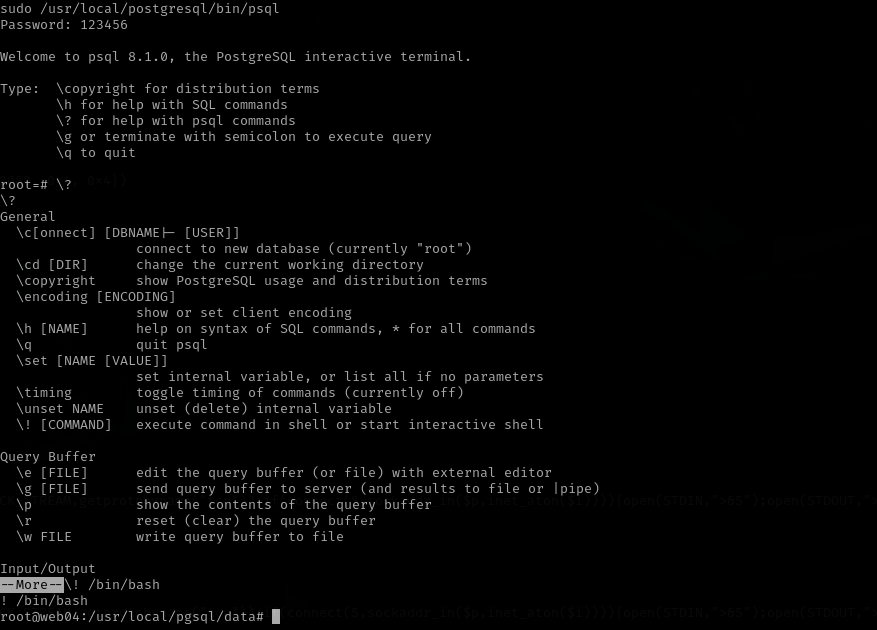 sudo /usr/local/postgresql/bin/psql
Password: 123456
Welcome to psql 8.1.0, the PostgreSQL interactive terminal.
Type:  \copyright for distribution terms
       \h for help with SQL commands
       \? for help with psql commands
       \g or terminate with semicolon to execute query
       \q to quit
root=# \?
\?
General
  \c[onnect] [DBNAME|- [USER]]
                 connect to new database (currently "root")
  \cd [DIR]      change the current working directory
  \copyright     show PostgreSQL usage and distribution terms
  \encoding [ENCODING]
                 show or set client encoding
  \h [NAME]      help on syntax of SQL commands, * for all commands
  \q             quit psql
  \set [NAME [VALUE]]
                 set internal variable, or list all if no parameters
  \timing        toggle timing of commands (currently off)
  \unset NAME    unset (delete) internal variable
  \! [COMMAND]   execute command in shell or start interactive shell
Query Buffer
  \e [FILE]      edit the query buffer (or file) with external editor
  \g [FILE]      send query buffer to server (and results to file or |pipe)
  \p             show the contents of the query buffer
  \r             reset (clear) the query buffer
  \w FILE        write query buffer to file
Input/Output
--More--\! /bin/bash
! /bin/bash
root@web04:/usr/local/pgsql/data#